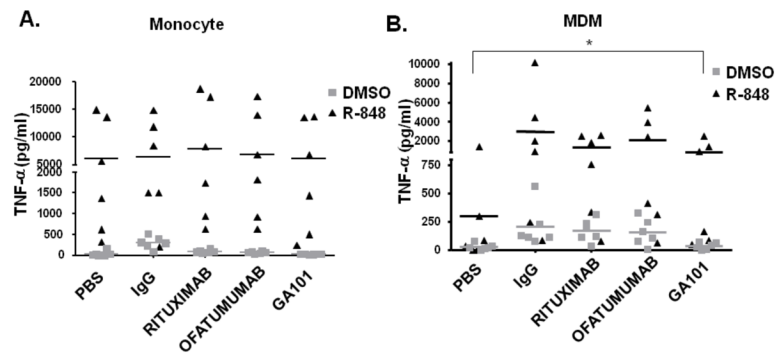 A.
Monocyte
TNF-α (pg/ml)
20000
15000
10000
5000
2000
1500
1000
500
0
DMSO
R-848
PBS
IgG
RITUXIMAB
OFATUMUMAB
GA101
B.
MDM
*
TNF-α (pg/ml)
10000
8000
6000
4000
2000
750
500
250
0
DMSO
R-848
PBS
IgG
RITUXIMAB
OFATUMUMAB
GA101